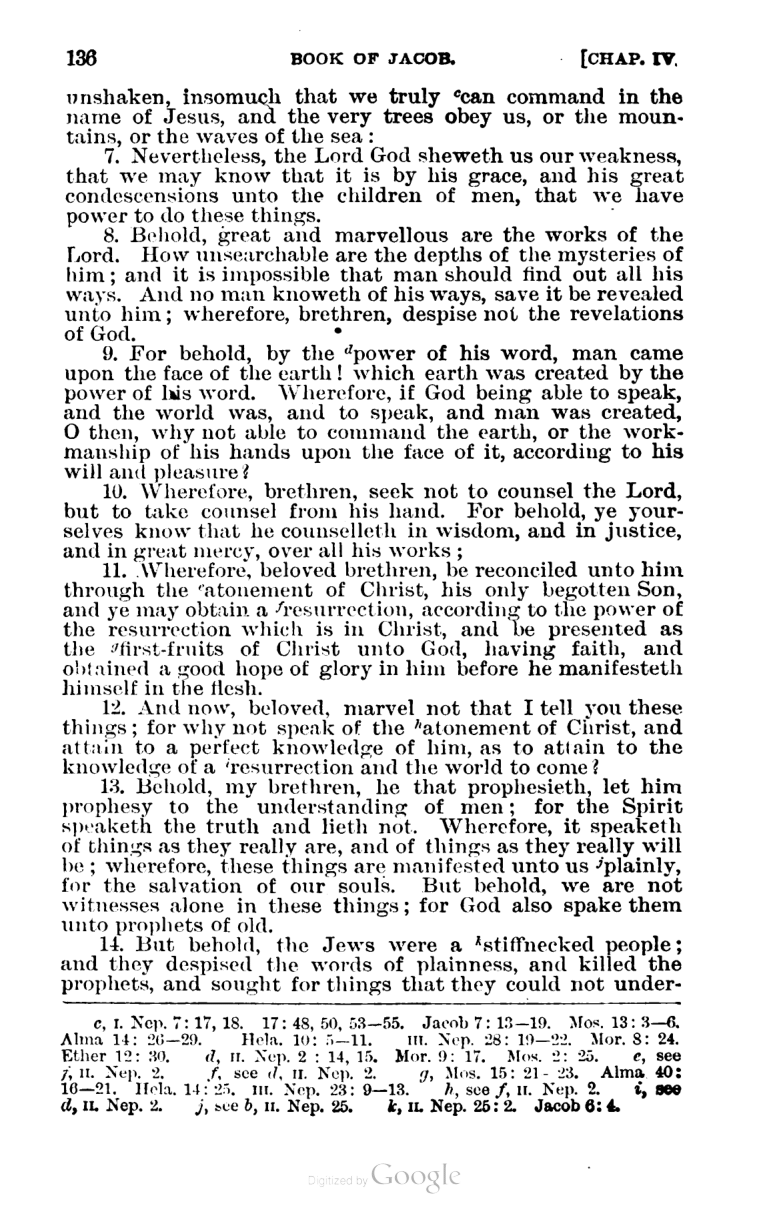 136 BOOK OF JACOB. [CHAP. IV.
unshaken, insomuch that we truly ᶜcan command in the
name of Jesus, and the very trees obey us, or the moun-
tains, or the waves of the sea:
7. Nevertheless, the Lord God sheweth us our weakness,
that we may know that it is by his grace, and his great
condescensions unto the children of men, that we have
power to do these things.
8. Behold, great and marvellous are the works of the
Lord. How unsearchable are the depths of the mysteries of
him; and it is impossible that man should find out all his
ways. And no man knoweth of his ways, save it be revealed
unto him; wherefore, brethren, despise not the revelations
of God.
9. For behold, by the ᵈpower of his word, man came
upon the face of the earth! which earth was created by the
power of his word. Wherefore, if God being able to speak,
and the world was, and to speak, and man was created,
O then, why not able to command the earth, or the work-
manship of his hands upon the face of it, according to his
will and pleasure?
10. Wherefore, brethren, seek not to counsel the Lord,
but to take counsel from his hand. For behold, ye your-
selves know that he counselleth in wisdom, and in justice,
and in great mercy, over all his works;
11. Wherefore, beloved brethren, be reconciled unto him
through the ᵉatonement of Christ, his only begotten Son,
and ye may obtain a ᶠresurrection, according to the power of
the resurrection which is in Christ, and be presented as
the ᵍfirst-fruits of Christ unto God, having faith, and
obtained a good hope of glory in him before he manifesteth
himself in the flesh.
12. And now, beloved, marvel not that I tell you these
things; for why not speak of the ʰatonement of Christ, and
attain to a perfect knowledge of him, as to attain to the
knowledge of a ⁱresurrection and the world to come?
13. Behold, my brethren, he that prophesieth, let him
prophesy to the understanding of men; for the Spirit
speaketh the truth and lieth not. Wherefore, it speaketh
of things as they really are, and of things as they really will
be; wherefore, these things are manifested unto us ʲplainly,
for the salvation of our souls. But behold, we are not
witnesses alone in these things; for God also spake them
unto prophets of old.
14. But behold, the Jews were a ᵏstiffnecked people;
and they despised the words of plainness, and killed the
prophets, and sought for things that they could not under-
c, I. Nep. 7: 17, 18. 17: 48, 50, 53—55. Jacob 7: 13—19. Mos. 13: 3—6.
Alma 14: 26—29. Hela. 10: 5—11. III. Nep. 28: 19—22. Mor. 8: 24.
Ether 12: 30. d, II. Nep. 2: 14, 15. Mor. 9: 17. Mos. 2: 25. e, see
f, II. Nep. 2. f, see d, II. Nep. 2. g, Mos. 15: 21-23. Alma 40:
16—21. Hela. 14: 25. III. Nep. 23: 9—13. h, see f, II. Nep. 2. i, see
d, II. Nep. 2. j, see b, II. Nep. 25. k, II. Nep. 25: 2. Jacob 6: 4.
Digitized by Google